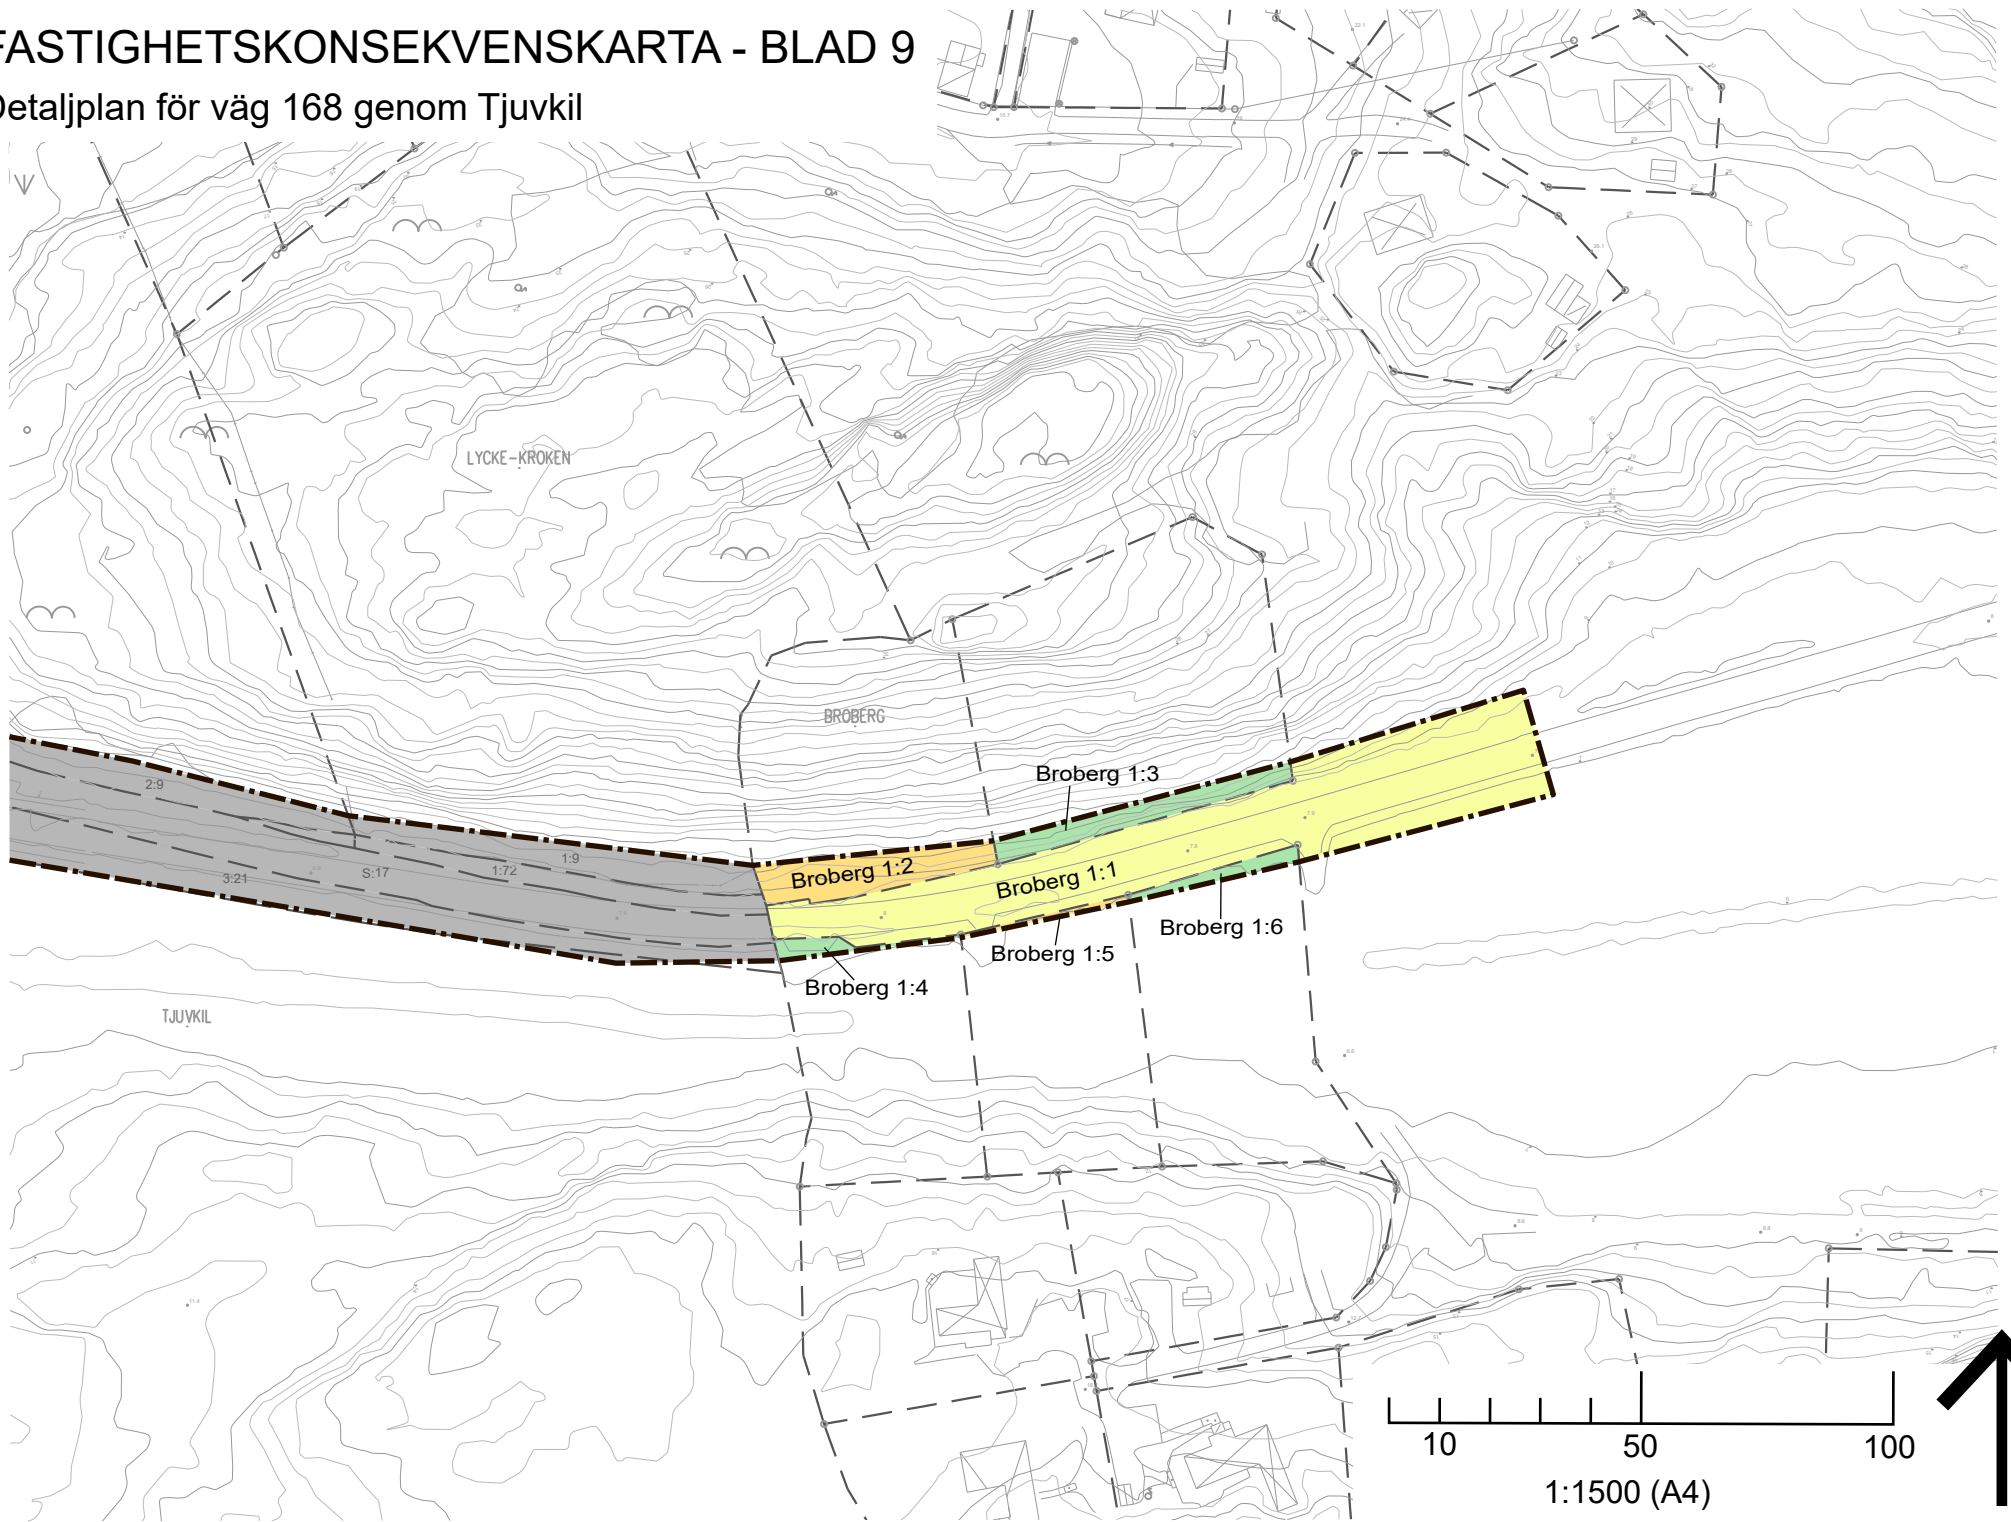 FASTIGHETSKONSEKVENSKARTA - BLAD 9
Detaljplan för väg 168 genom Tjuvkil
LYCKE-KROKEN
BROBERG
Broberg 1:3
2:9
1:9
1:72
S:17
3:21
Broberg 1:2
Broberg 1:1
Broberg 1:6
Broberg 1:5
Broberg 1:4
TJUVKIL
10
50
100
1:1500 (A4)